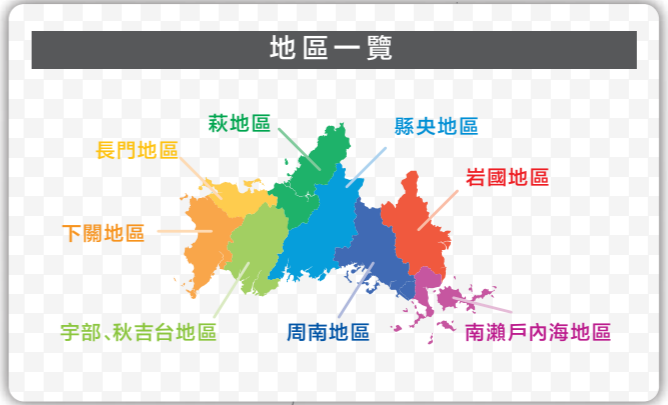 地區一覽
萩地區
縣央地區
長門地區
岩國地區
下關地區
宇部、秋吉台地區
周南地區
南瀨戶內海地區